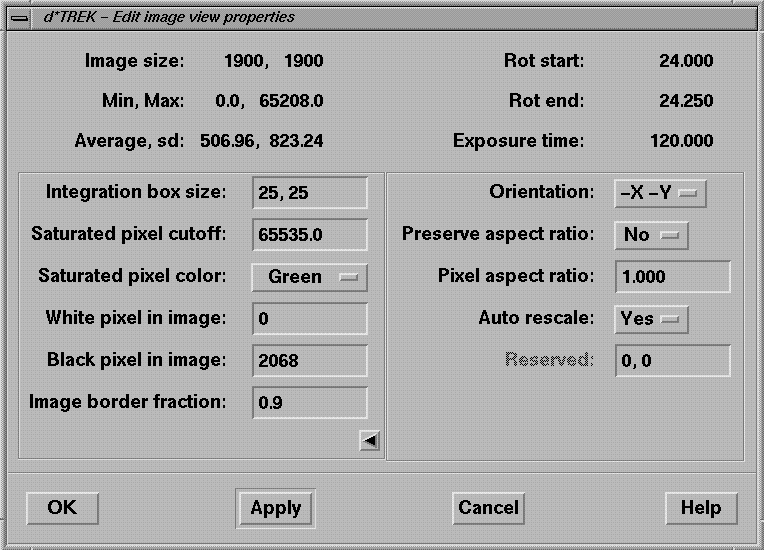 d*TREK – Edit image view properties
Image size: 1900, 1900 Rot start: 24.000
Min, Max: 0.0, 65208.0 Rot end: 24.250
Average, sd: 506.96, 823.24 Exposure time: 120.000
Integration box size: 25, 25 Orientation: –X –Y
Saturated pixel cutoff: 65535.0 Preserve aspect ratio: No
Saturated pixel color: Green Pixel aspect ratio: 1.000
White pixel in image: 0 Auto rescale: Yes
Black pixel in image: 2068 Reserved: 0, 0
Image border fraction: 0.9
OK Apply Cancel Help